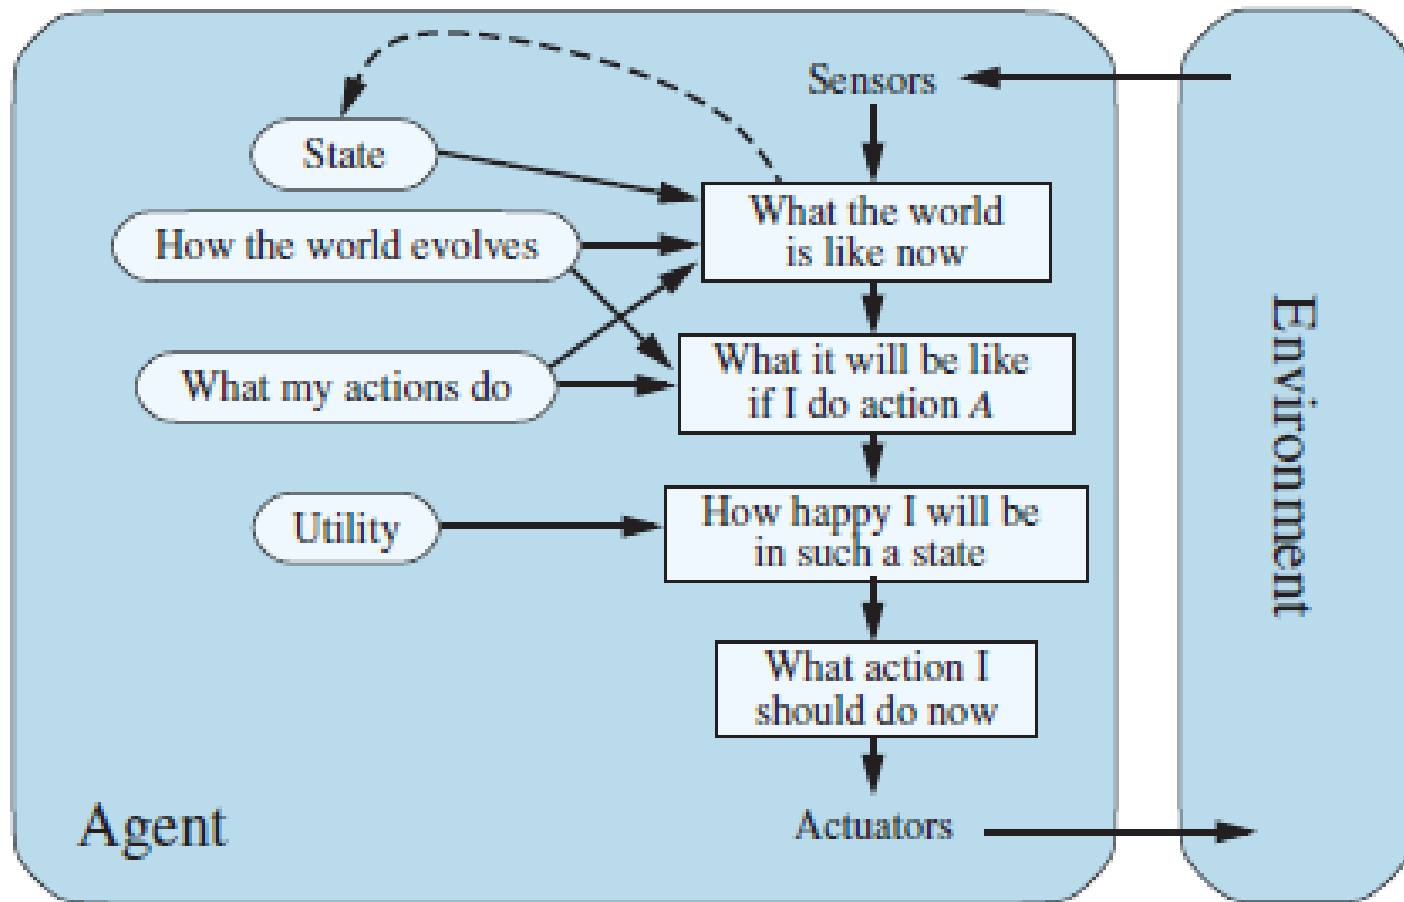 Sensors
State
What the world
is like now
How the world evolves
What it will be like
if I do action A
What my actions do
How happy I will be
in such a state
Utility
What action I
should do now
Agent
Actuators
Environment